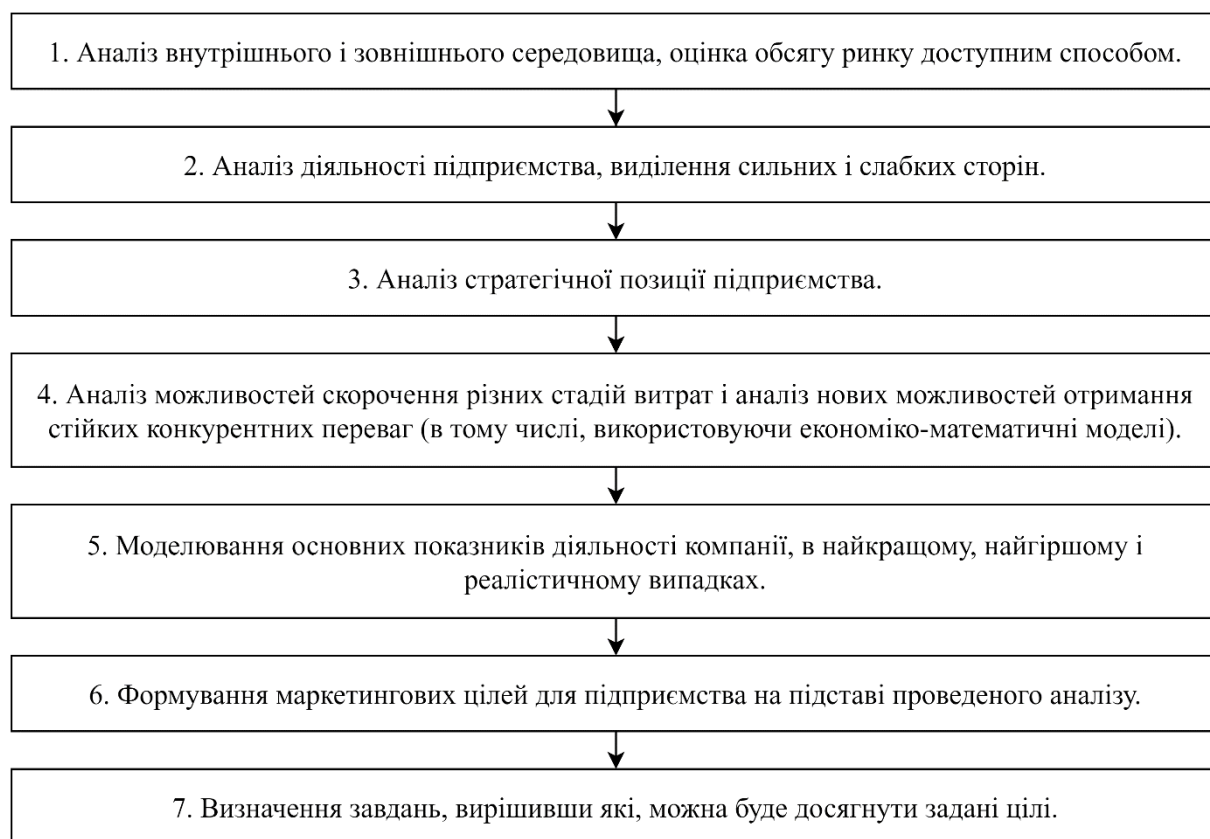 1. Аналіз внутрішнього і зовнішнього середовища, оцінка обсягу ринку доступним способом.
2. Аналіз діяльності підприємства, виділення сильних і слабких сторін.
3. Аналіз стратегічної позиції підприємства.
4. Аналіз можливостей скорочення різних стадій витрат і аналіз нових можливостей отримання
стійких конкурентних переваг (в тому числі, використовуючи економіко-математичні моделі).
5. Моделювання основних показників діяльності компанії, в найкращому, найгіршому і
реалістичному випадках.
6. Формування маркетингових цілей для підприємства на підставі проведеного аналізу.
7. Визначення завдань, вирішивши які, можна буде досягнути задані цілі.